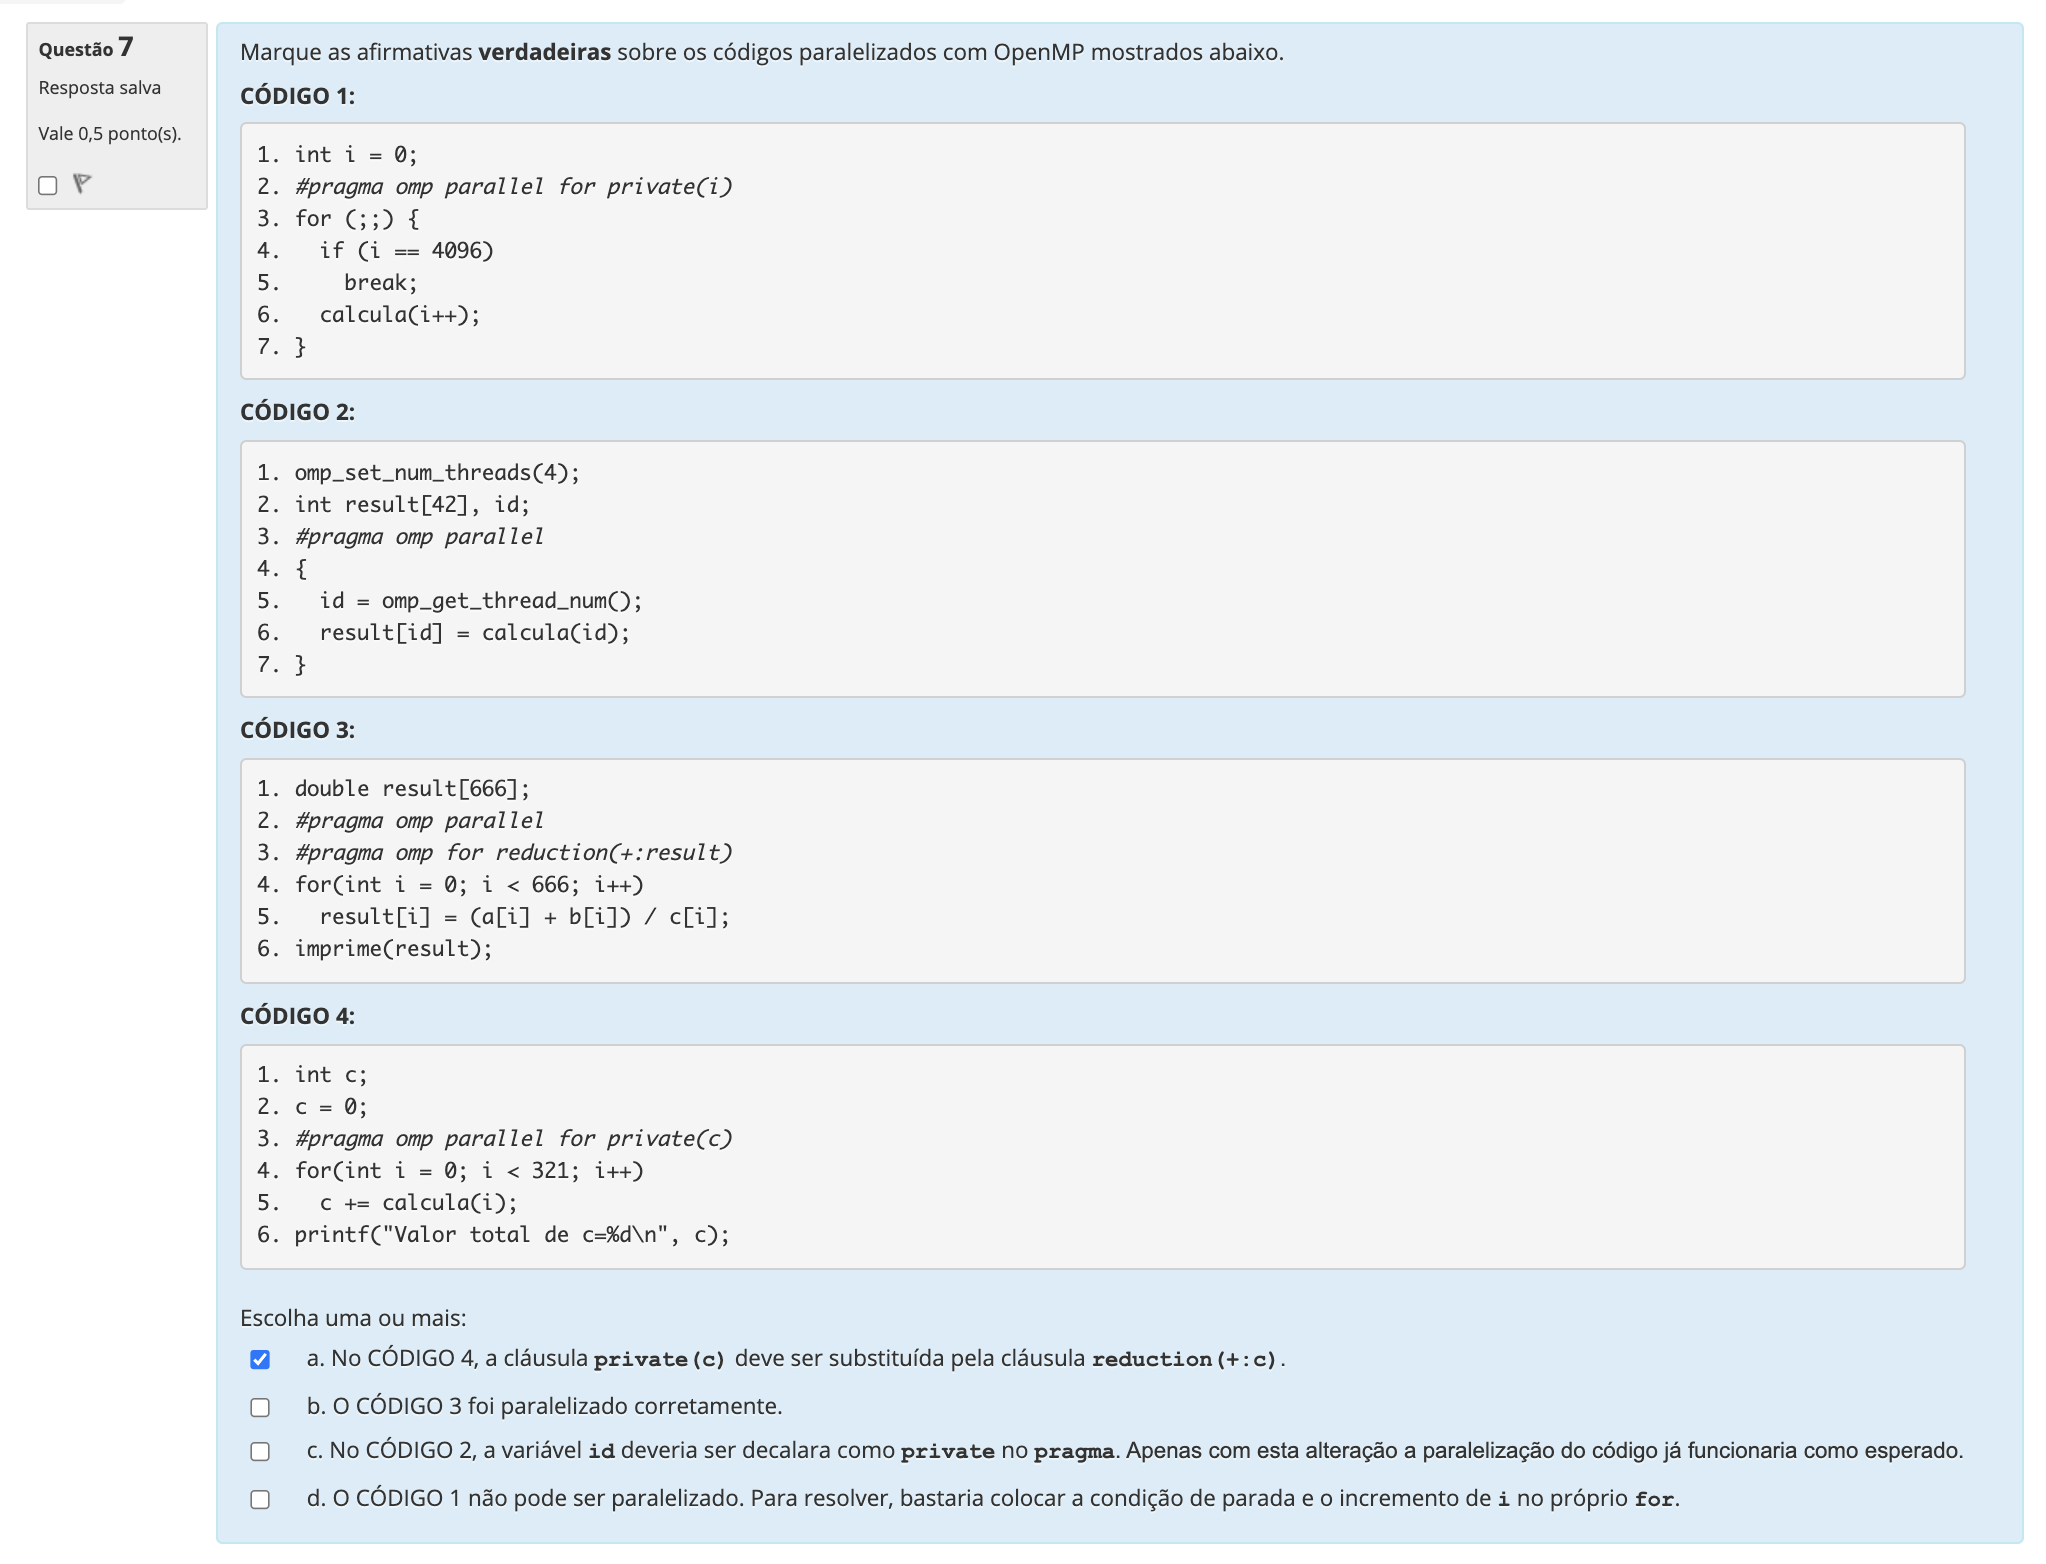 Questão 7
Resposta salva
Vale 0,5 ponto(s).
Marque as afirmativas verdadeiras sobre os códigos paralelizados com OpenMP mostrados abaixo.
CÓDIGO 1:
1. int i = 0;
2. #pragma omp parallel for private(i)
3. for (;;) {
4.   if (i == 4096)
5.     break;
6.   calcula(i++);
7. }
CÓDIGO 2:
1. omp_set_num_threads(4);
2. int result[42], id;
3. #pragma omp parallel
4. {
5.   id = omp_get_thread_num();
6.   result[id] = calcula(id);
7. }
CÓDIGO 3:
1. double result[666];
2. #pragma omp parallel
3. #pragma omp for reduction(+:result)
4. for(int i = 0; i < 666; i++)
5.   result[i] = (a[i] + b[i]) / c[i];
6. imprime(result);
CÓDIGO 4:
1. int c;
2. c = 0;
3. #pragma omp parallel for private(c)
4. for(int i = 0; i < 321; i++)
5.   c += calcula(i);
6. printf("Valor total de c=%d\n", c);
Escolha uma ou mais:
a. No CÓDIGO 4, a cláusula private(c) deve ser substituída pela cláusula reduction(+:c).
b. O CÓDIGO 3 foi paralelizado corretamente.
c. No CÓDIGO 2, a variável id deveria ser decalara como private no pragma. Apenas com esta alteração a paralelização do código já funcionaria como esperado.
d. O CÓDIGO 1 não pode ser paralelizado. Para resolver, bastaria colocar a condição de parada e o incremento de i no próprio for.